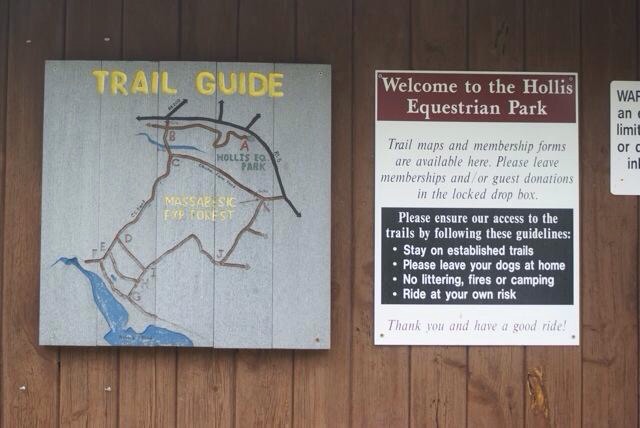 TRAIL GUIDE
B
A
HOLLIS EQ.
PARK
C
MASSABESIC
EXP FOREST
D
E
F
I
H
G
J
K
Welcome to the Hollis
Equestrian Park
Trail maps and membership forms
are available here. Please leave
memberships and/or guest donations
in the locked drop box.
Please ensure our access to the
trails by following these guidelines:
• Stay on established trails
• Please leave your dogs at home
• No littering, fires or camping
• Ride at your own risk
Thank you and have a good ride!
an e
limit
or d